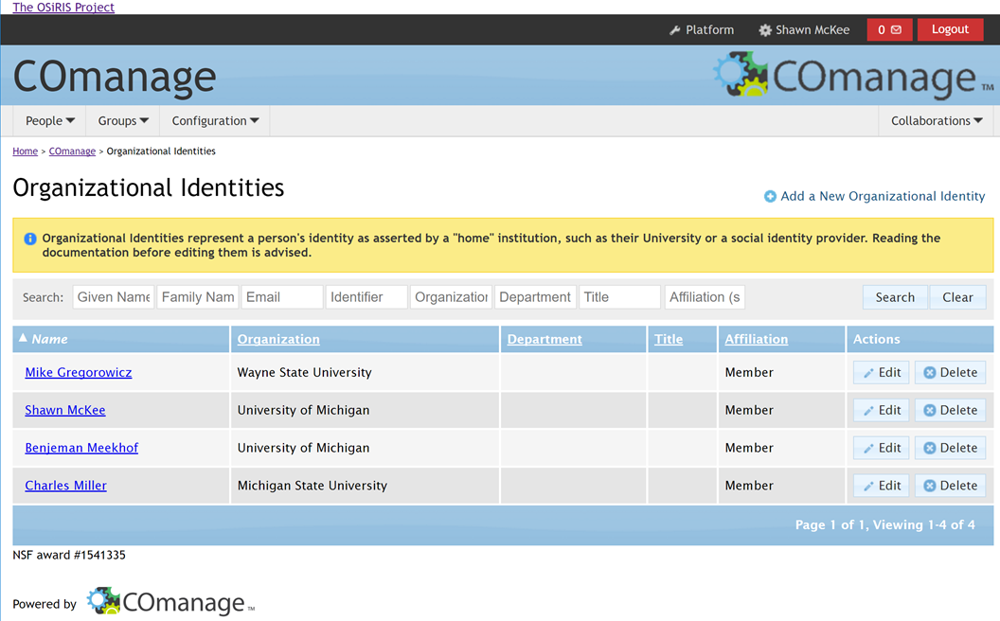 The OSiRIS Project
Platform Shawn McKee 0 Logout
COmanage COmanage TM
People Groups Configuration Collaborations
Home > COmanage > Organizational Identities
Organizational Identities
Add a New Organizational Identity
Organizational Identities represent a person's identity as asserted by a "home" institution, such as their University or a social identity provider. Reading the
documentation before editing them is advised.
Search: Given Name Family Nam Email Identifier Organization Department Title Affiliation (s Search Clear
Name Organization Department Title Affiliation Actions
Mike Gregorowicz Wayne State University Member Edit Delete
Shawn McKee University of Michigan Member Edit Delete
Benjeman Meekhof University of Michigan Member Edit Delete
Charles Miller Michigan State University Member Edit Delete
Page 1 of 1, Viewing 1-4 of 4
NSF award #1541335
Powered by COmanage TM